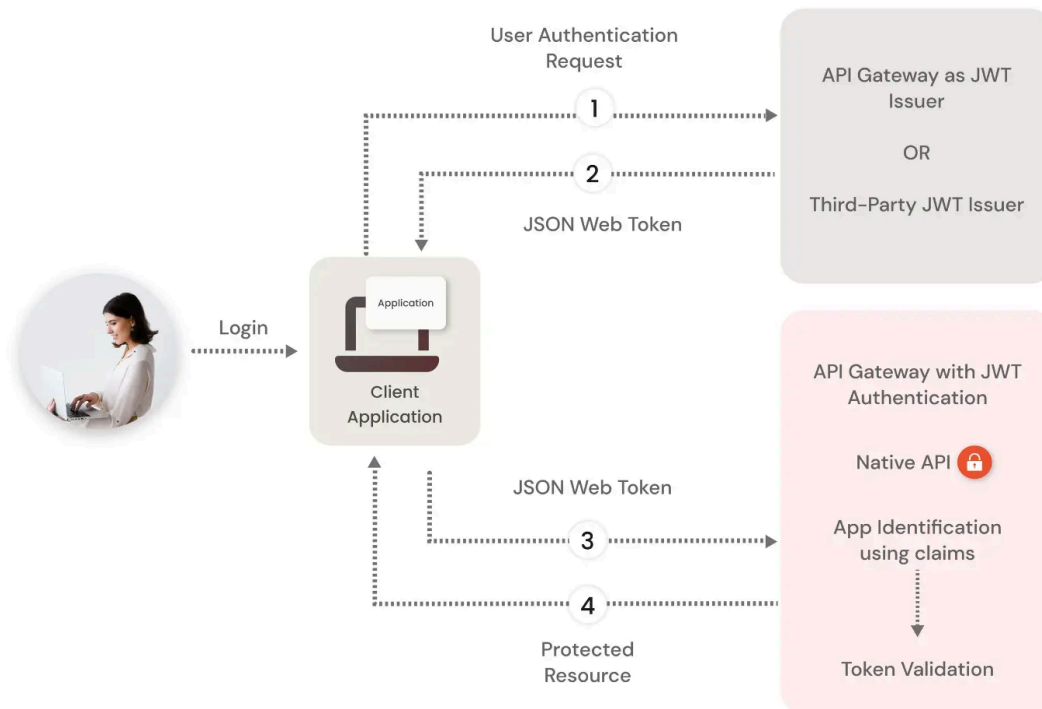 User Authentication
Request
1
API Gateway as JWT
Issuer
OR
Third-Party JWT Issuer
2
JSON Web Token
Login
Application
Client
Application
JSON Web Token
3
4
Protected
Resource
API Gateway with JWT
Authentication
Native API
App Identification
using claims
Token Validation